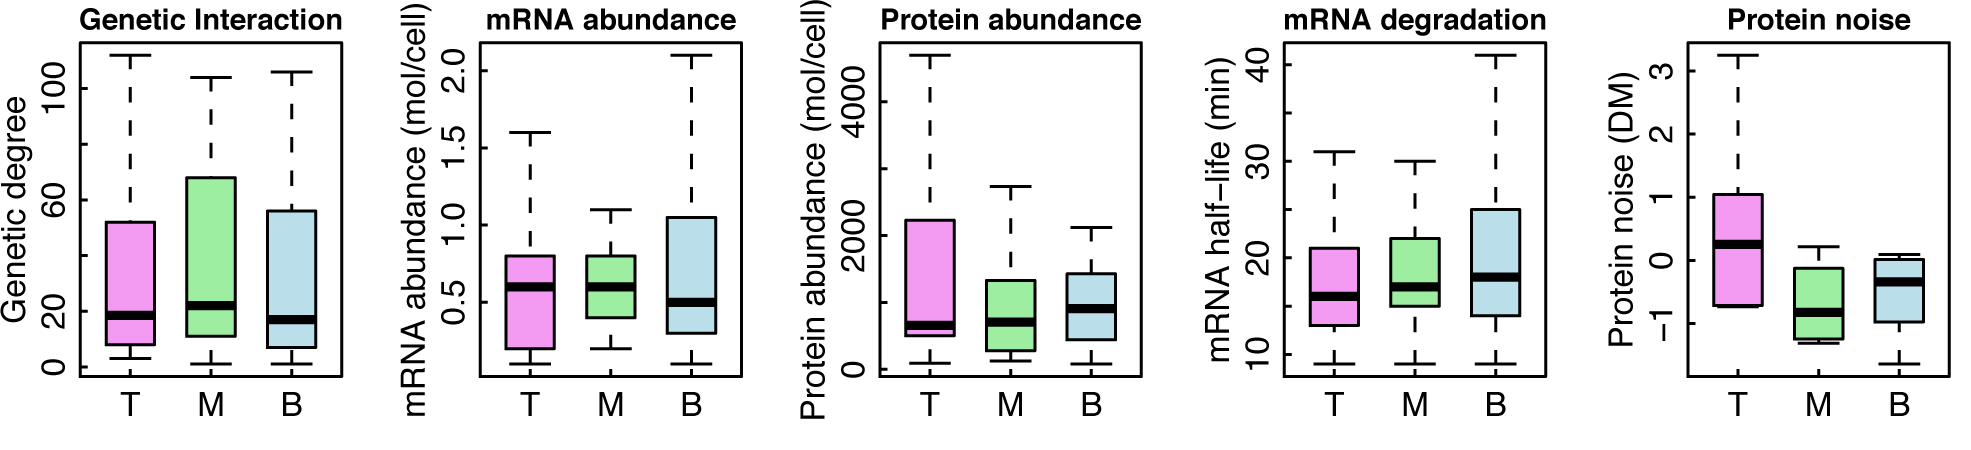 Genetic Interaction
Genetic degree
0 20 60 100
T M B
mRNA abundance
mRNA abundance (mol/cell)
0.5 1.0 1.5 2.0
T M B
Protein abundance
Protein abundance (mol/cell)
0 2000 4000
T M B
mRNA degradation
mRNA half−life (min)
10 20 30 40
T M B
Protein noise
Protein noise (DM)
−1 0 1 2 3
T M B